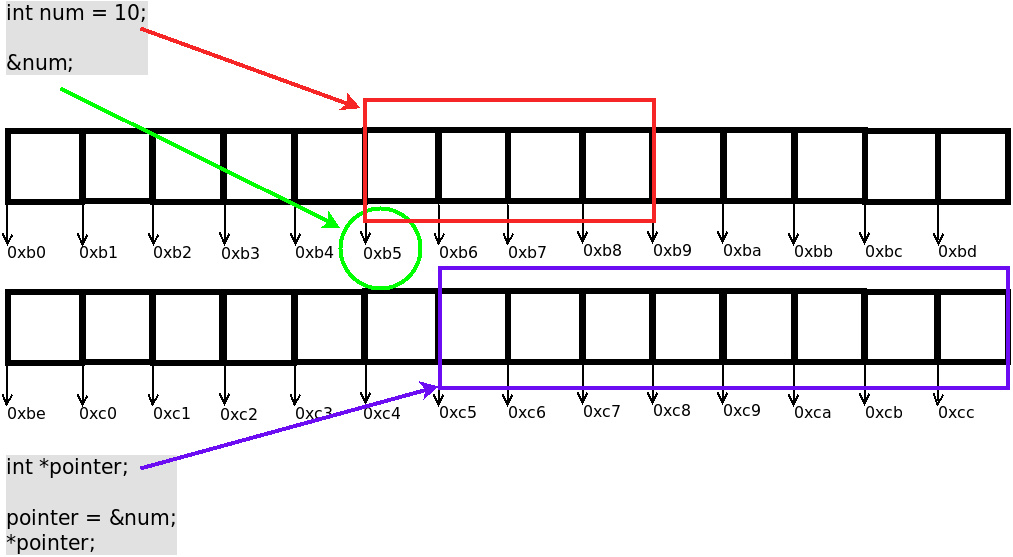 int num = 10;
&num;
0xb0 0xb1 0xb2 0xb3 0xb4 0xb5 0xb6 0xb7 0xb8 0xb9 0xba 0xbb 0xbc 0xbd
0xbe 0xc0 0xc1 0xc2 0xc3 0xc4 0xc5 0xc6 0xc7 0xc8 0xc9 0xca 0xcb 0xcc
int *pointer;
pointer = &num;
*pointer;